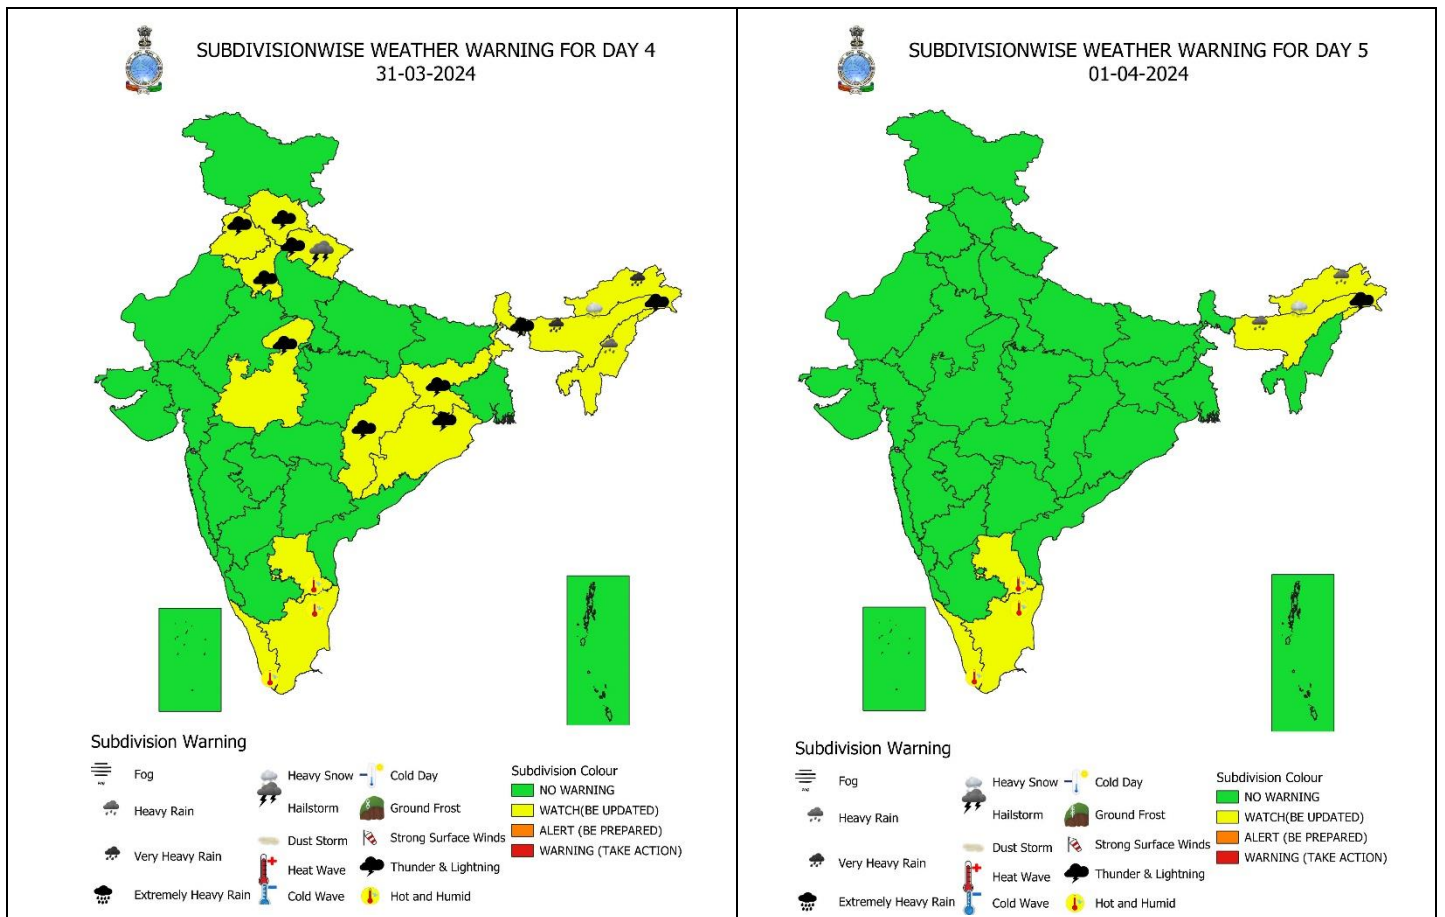 SUBDIVISIONWISE WEATHER WARNING FOR DAY 4
31-03-2024
Subdivision Warning
Fog
Heavy Rain
Very Heavy Rain
Extremely Heavy Rain
Heavy Snow
Hailstorm
Dust Storm
Heat Wave
Cold Wave
Cold Day
Ground Frost
Strong Surface Winds
Thunder & Lightning
Hot and Humid
Subdivision Colour
NO WARNING
WATCH(BE UPDATED)
ALERT (BE PREPARED)
WARNING (TAKE ACTION)
SUBDIVISIONWISE WEATHER WARNING FOR DAY 5
01-04-2024
Subdivision Warning
Fog
Heavy Rain
Very Heavy Rain
Extremely Heavy Rain
Heavy Snow
Hailstorm
Dust Storm
Heat Wave
Cold Wave
Cold Day
Ground Frost
Strong Surface Winds
Thunder & Lightning
Hot and Humid
Subdivision Colour
NO WARNING
WATCH(BE UPDATED)
ALERT (BE PREPARED)
WARNING (TAKE ACTION)